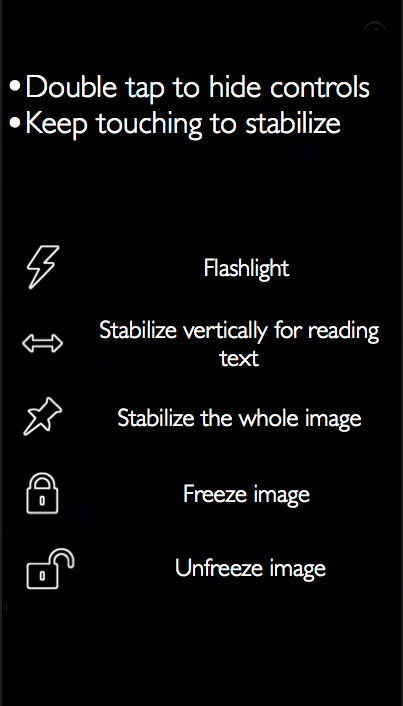 •Double tap to hide controls
•Keep touching to stabilize
Flashlight
Stabilize vertically for reading
text
Stabilize the whole image
Freeze image
Unfreeze image